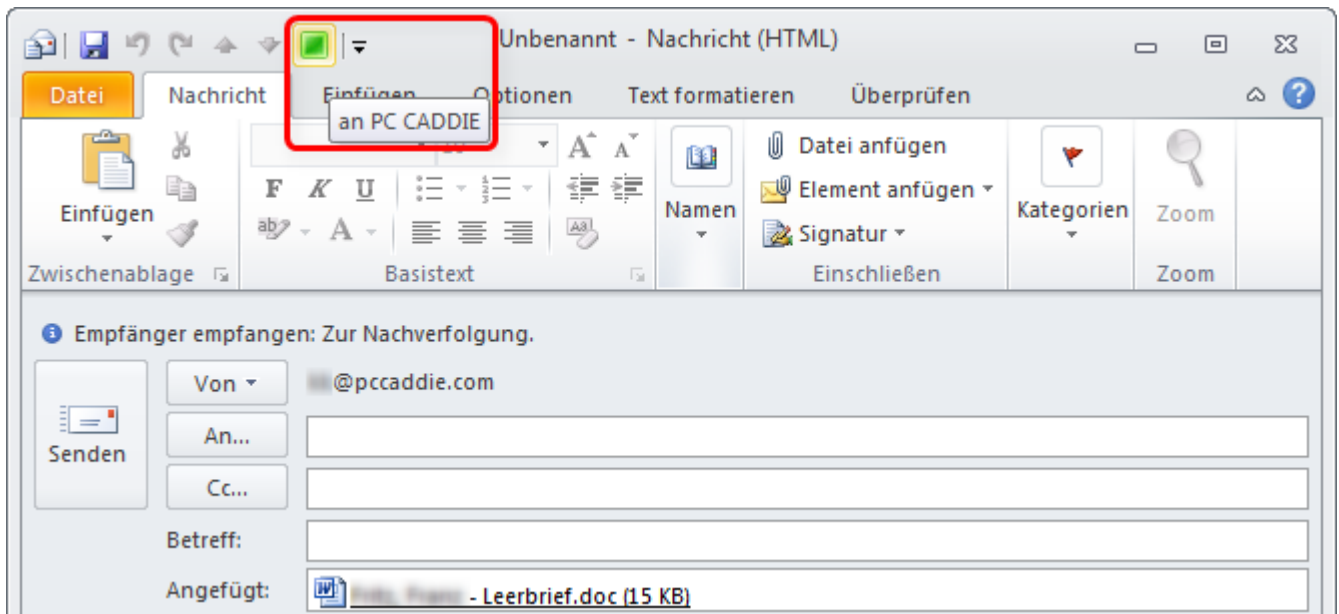 Unbenannt - Nachricht (HTML)
Datei Nachricht Einfügen Optionen Text formatieren Überprüfen
an PC CADDIE
Einfügen
F K U
Namen
Datei anfügen
Element anfügen
Signatur
Kategorien
Zoom
Zwischenablage Basistext Einschließen Zoom
Empfänger empfangen: Zur Nachverfolgung.
Senden
Von @pccaddie.com
An...
Cc...
Betreff:
Angefügt: - Leerbrief.doc (15 KB)